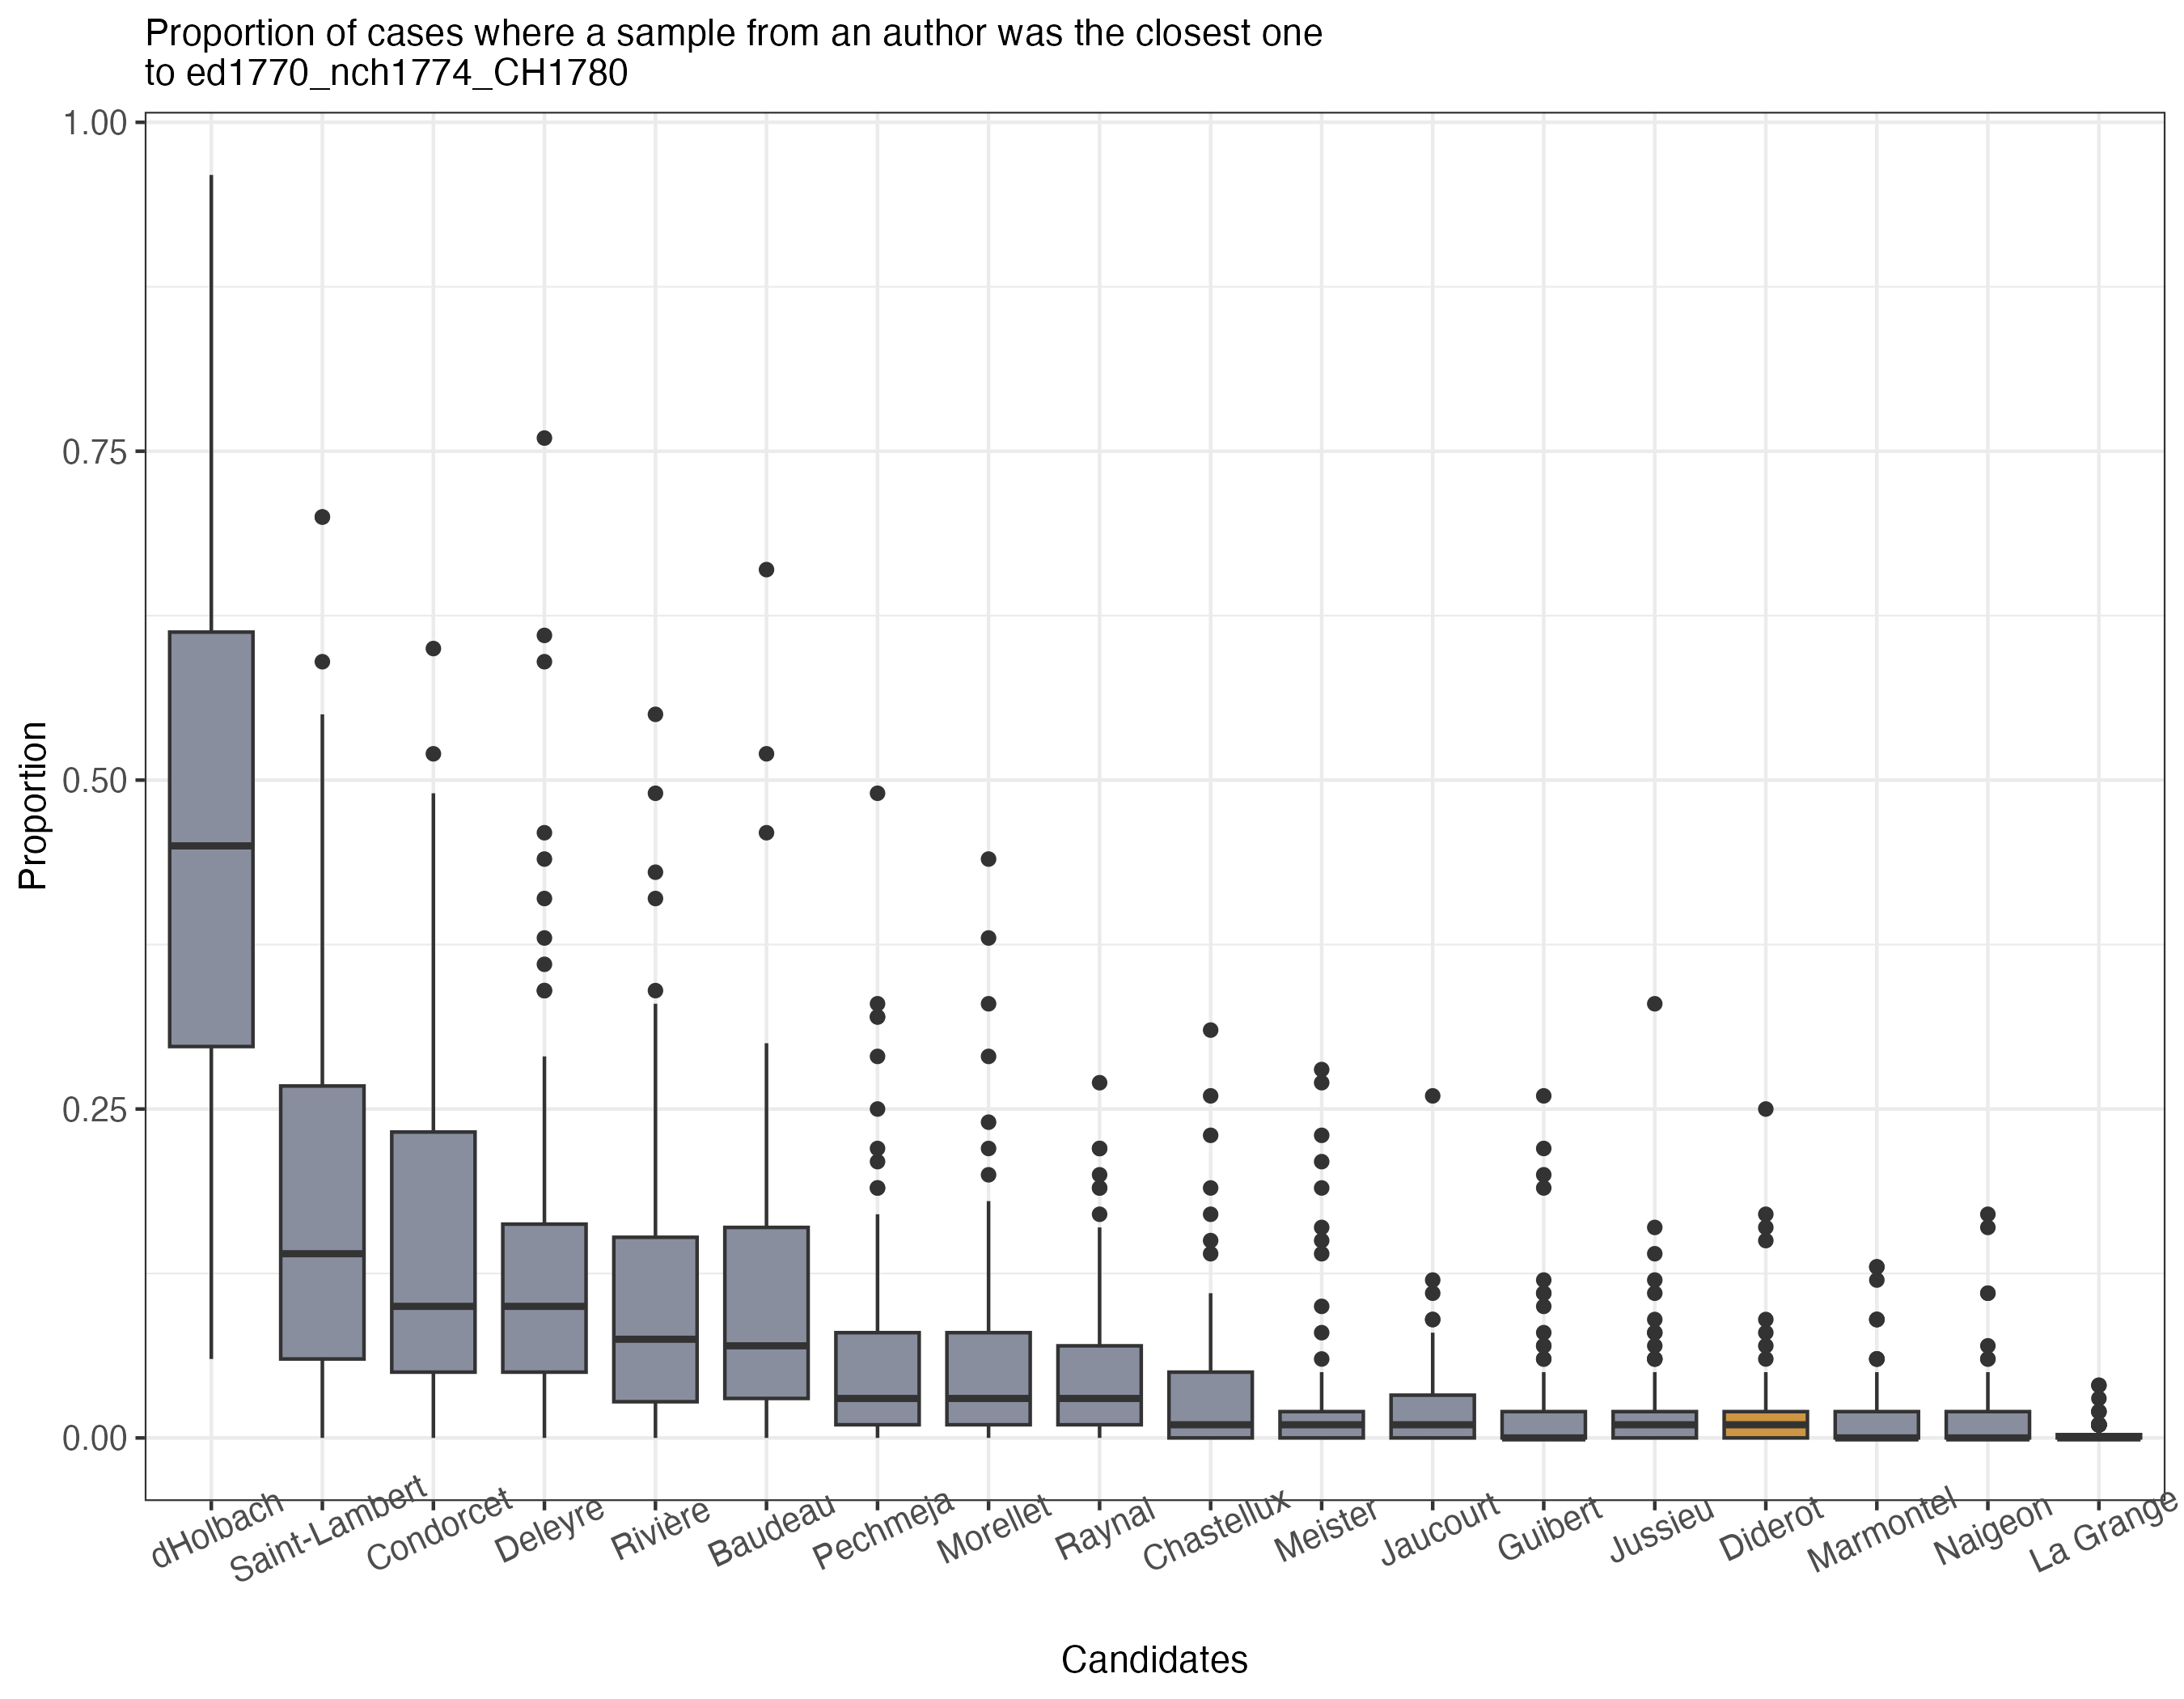 Proportion of cases where a sample from an author was the closest one
to ed1770_nch1774_CH1780
1.00
0.75
0.50
0.25
0.00
Proportion
dHolbach
Saint-Lambert
Condorcet
Deleyre
Rivière
Baudeau
Pechmeja
Morellet
Raynal
Chastellux
Meister
Jaucourt
Guibert
Jussieu
Diderot
Marmontel
Naigeon
La Grange
Candidates